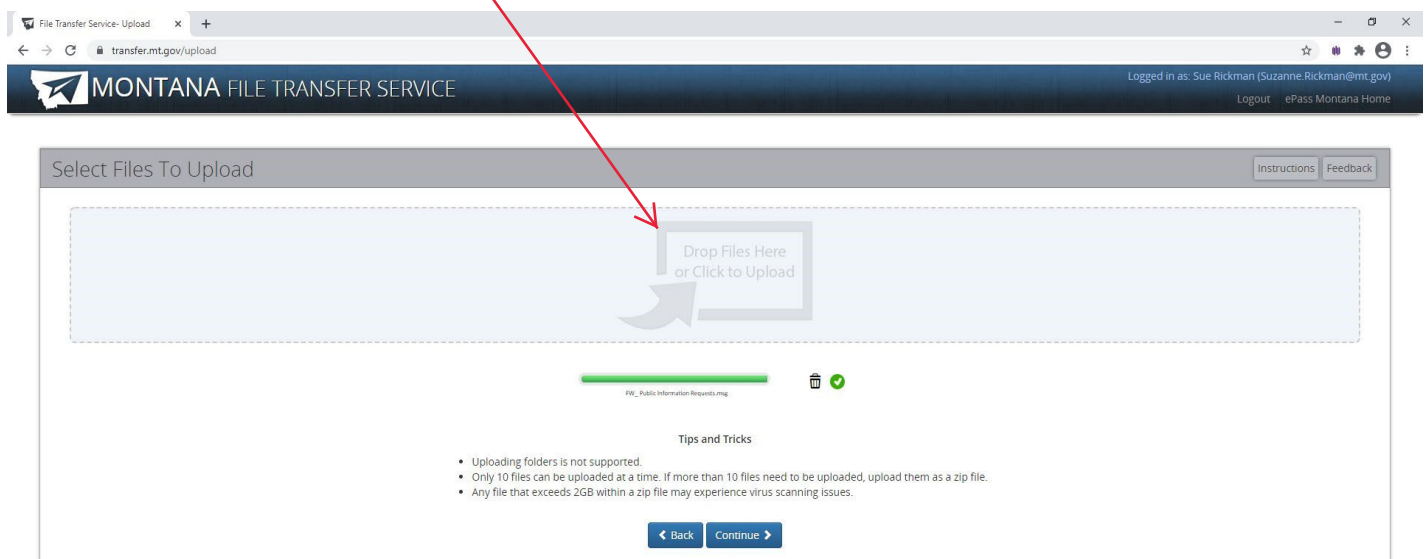 File Transfer Service- Upload
transfer.mt.gov/upload
MONTANA FILE TRANSFER SERVICE
Logged in as: Sue Rickman (Suzanne.Rickman@mt.gov)
Logout ePass Montana Home
Select Files To Upload
Instructions Feedback
Drop Files Here
or Click to Upload
FW_ Public Information Requests.msg
Tips and Tricks
• Uploading folders is not supported.
• Only 10 files can be uploaded at a time. If more than 10 files need to be uploaded, upload them as a zip file.
• Any file that exceeds 2GB within a zip file may experience virus scanning issues.
Back Continue